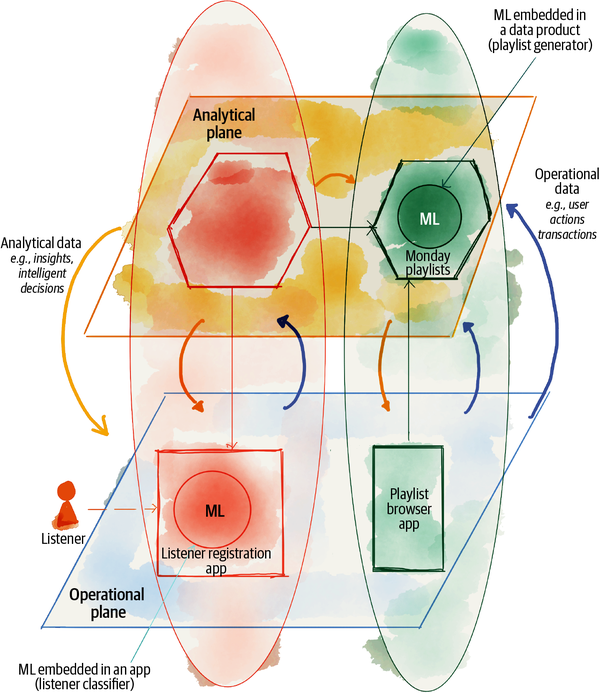 ML embedded in
a data product
(playlist generator)
Analytical
plane
Operational
data
e.g., user
actions
transactions
ML
Monday
playlists
Analytical data
e.g., insights,
intelligent
decisions
ML
Listener registration
app
Playlist
browser
app
Listener
Operational
plane
ML embedded in an app
(listener classifier)